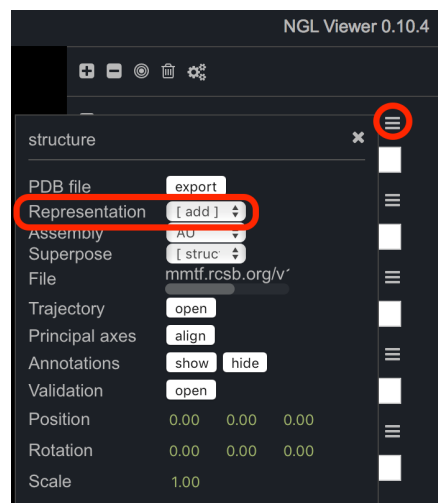 NGL Viewer 0.10.4
structure
PDB file export
Representation [ add ]
Assembly AU
Superpose [ struc
File mmtf.rcsb.org/v
Trajectory open
Principal axes align
Annotations show hide
Validation open
Position 0.00 0.00 0.00
Rotation 0.00 0.00 0.00
Scale 1.00